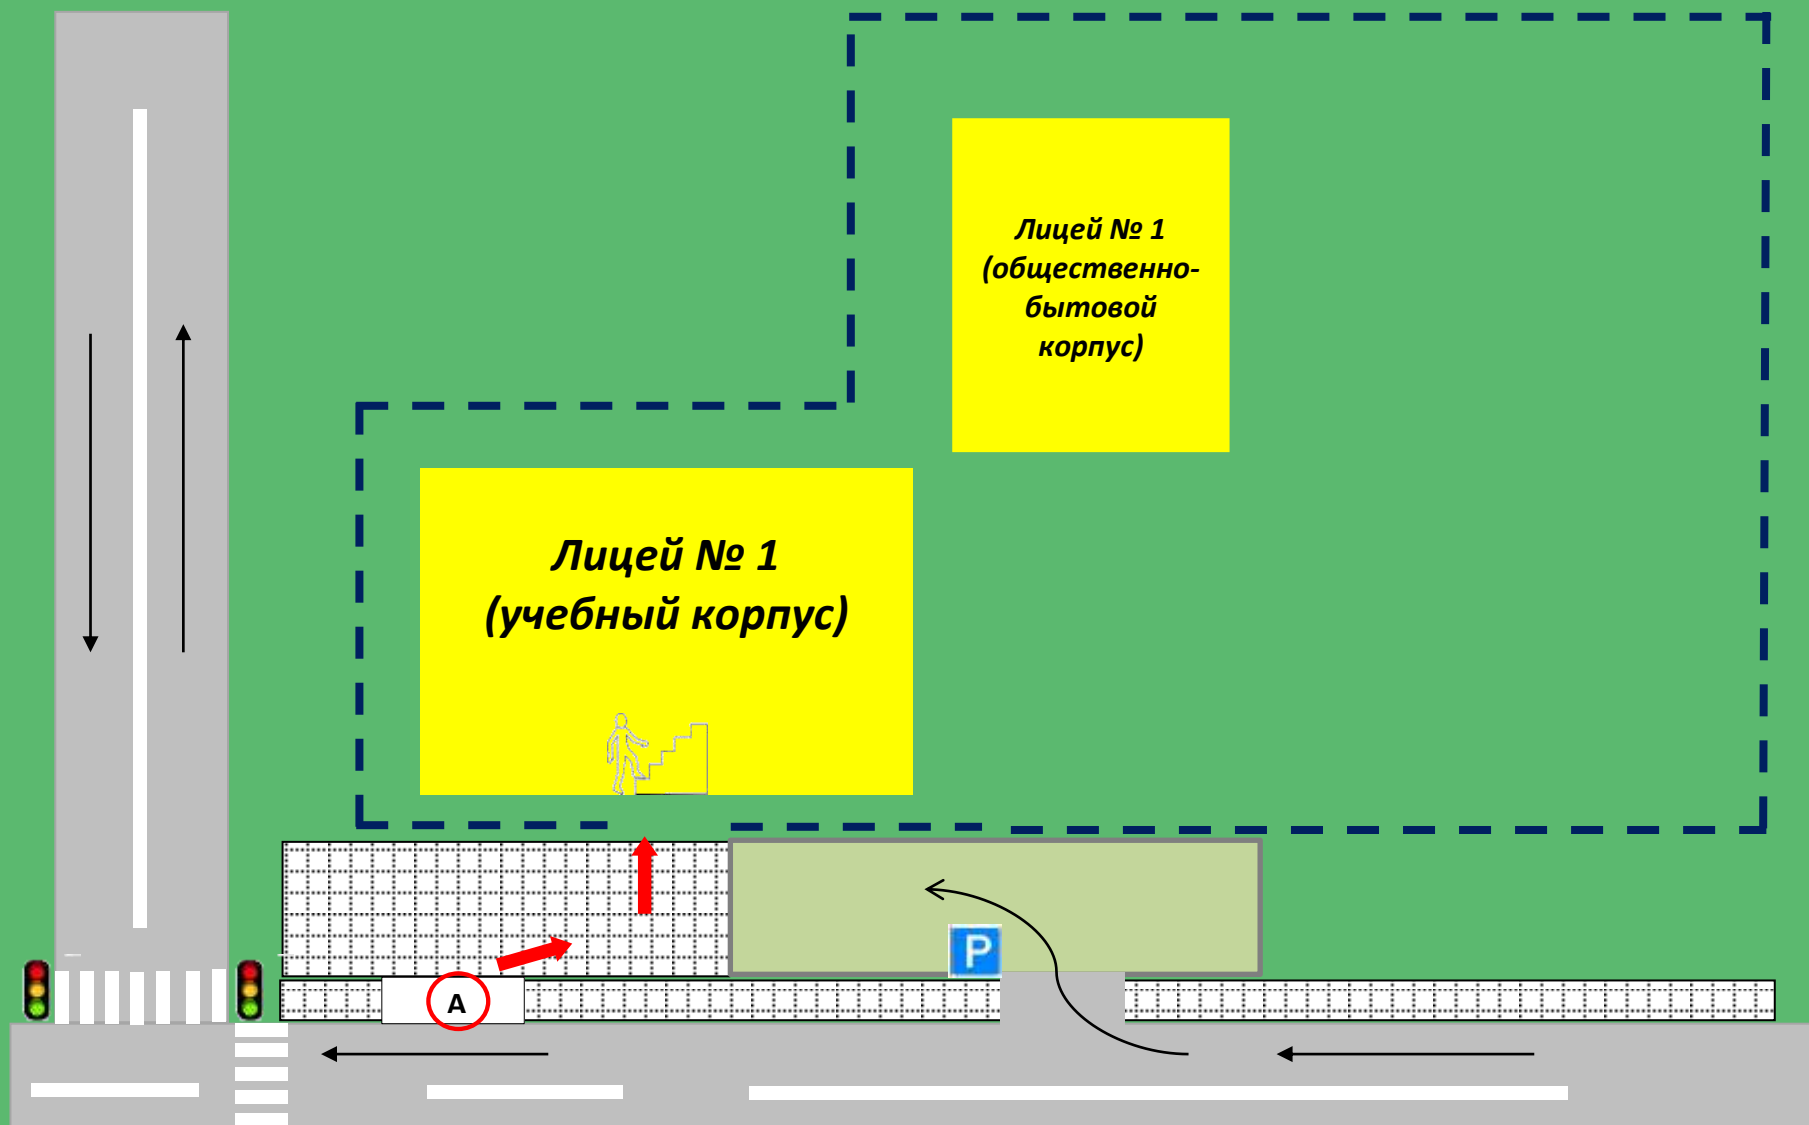 Лицей № 1
(общественно-
бытовой
корпус)
Лицей № 1
(учебный корпус)
P
А